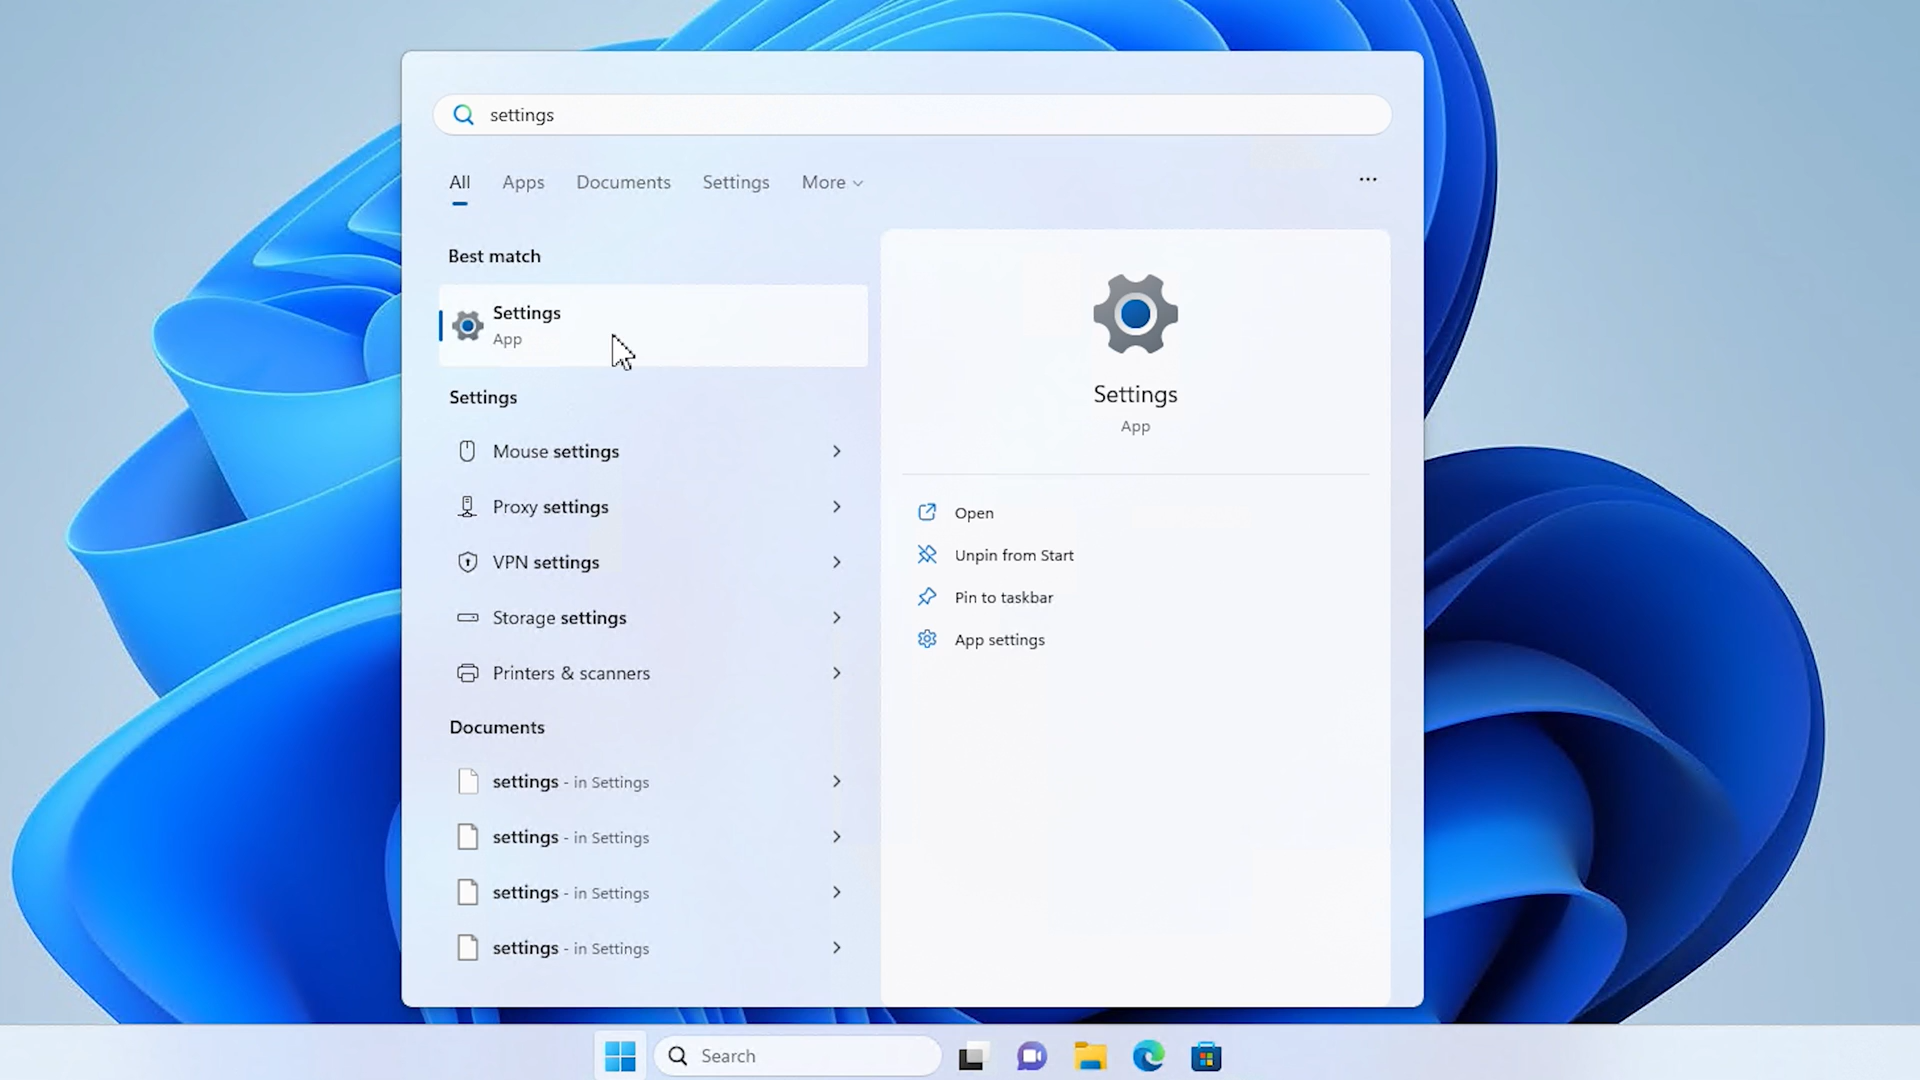 settings
All Apps Documents Settings More
Best match
Settings
App
Settings
Mouse settings
Proxy settings
VPN settings
Storage settings
Printers & scanners
Documents
settings - in Settings
settings - in Settings
settings - in Settings
settings - in Settings
Settings
App
Open
Unpin from Start
Pin to taskbar
App settings
Search